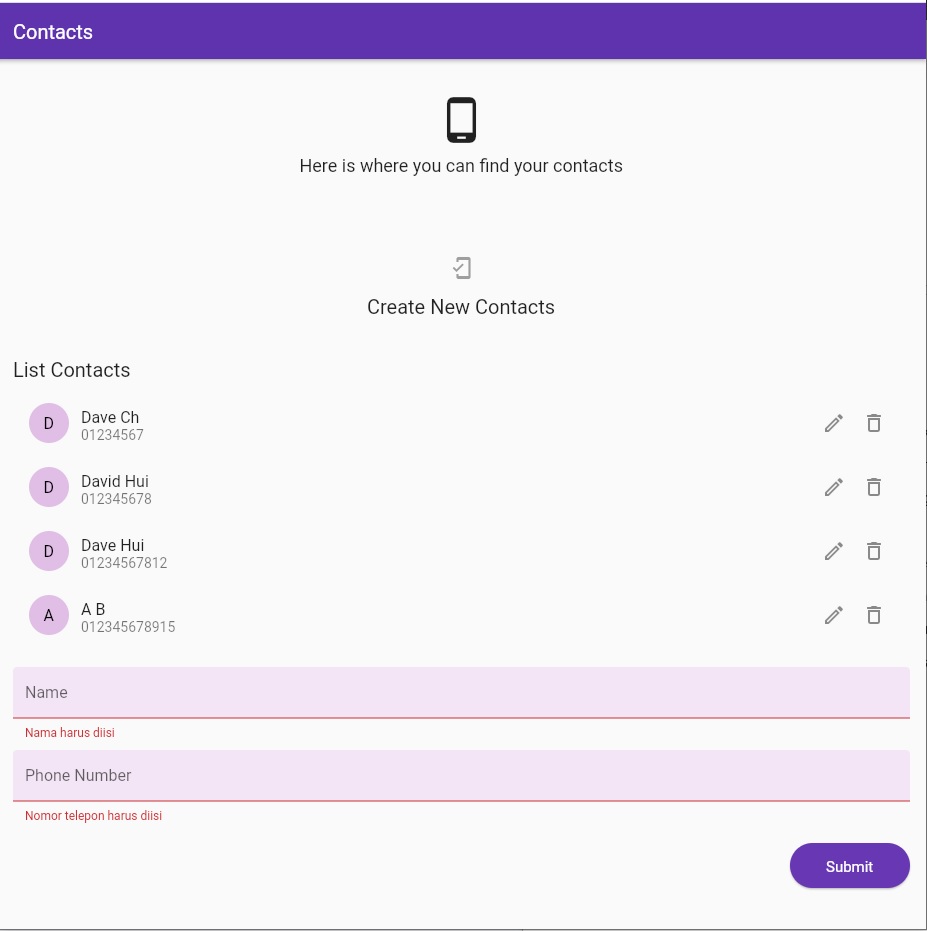 Contacts
Here is where you can find your contacts
Create New Contacts
List Contacts
D
Dave Ch
01234567
D
David Hui
012345678
D
Dave Hui
01234567812
A
A B
012345678915
Name
Nama harus diisi
Phone Number
Nomor telepon harus diisi
Submit